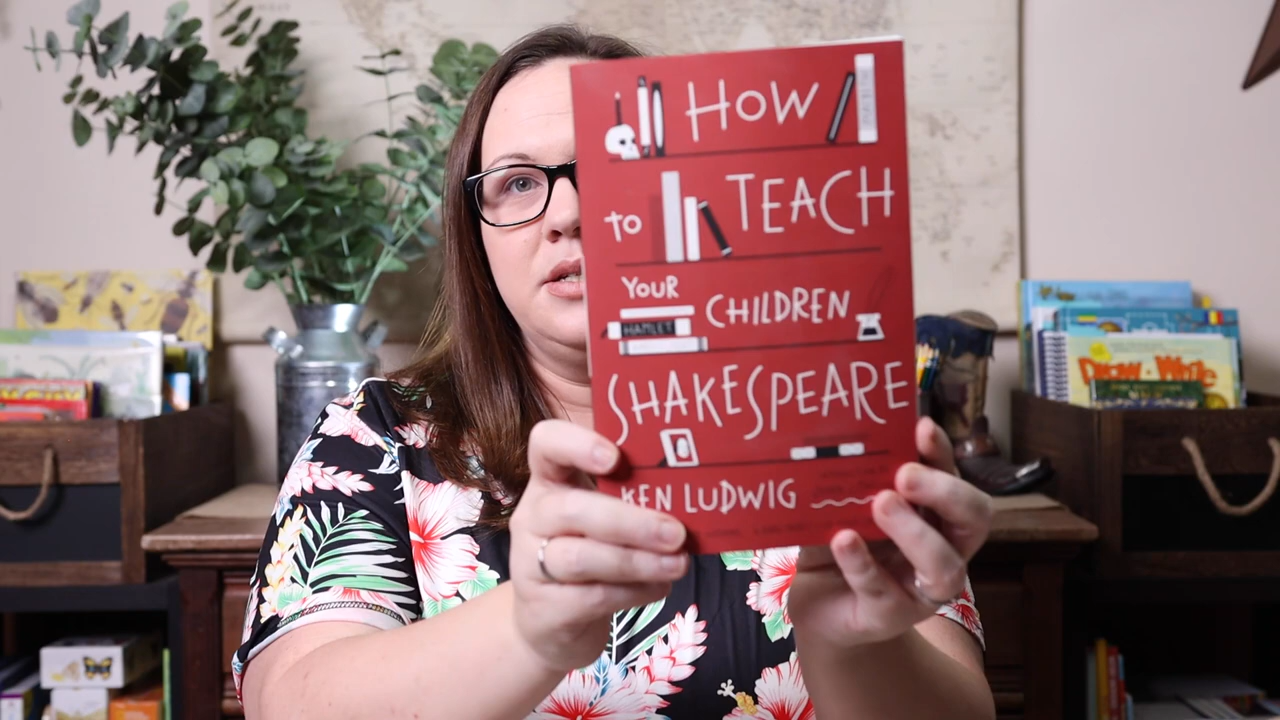 HOW
TO TEACH
YOUR
HAMLET
CHILDREN
SHAKESPEARE
KEN LUDWIG
DRAW Write